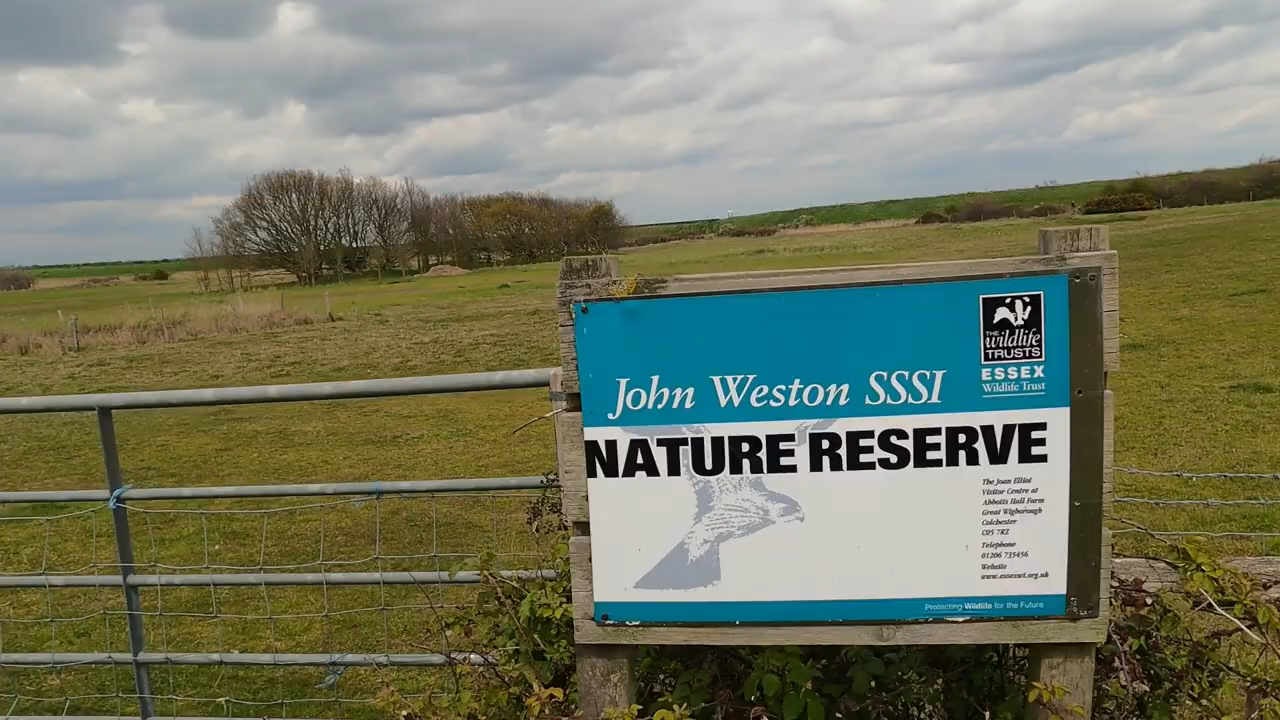 THE
wildlife
TRUSTS
ESSEX
Wildlife Trust
John Weston SSSI
NATURE RESERVE
The Joan Elliot
Visitor Centre at
Abbotts Hall Farm
Great Wigborough
Colchester
CO5 7RZ
Telephone
01206 735456
Website
www.essexwt.org.uk
Protecting Wildlife for the Future